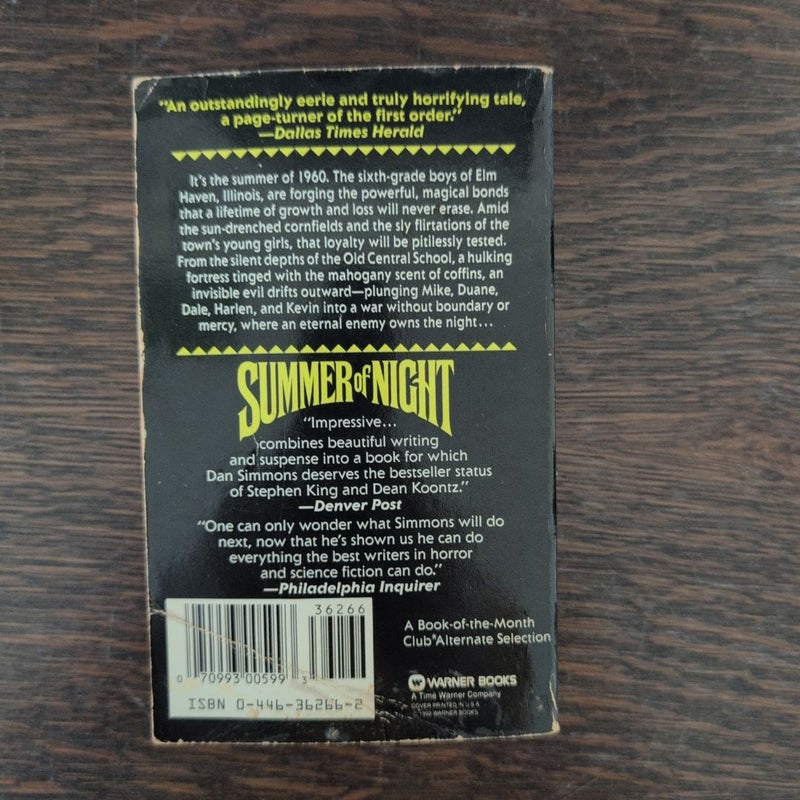 "An outstandingly eerie and truly horrifying tale,
a page-turner of the first order."
—Dallas Times Herald
It's the summer of 1960. The sixth-grade boys of Elm
Haven, Illinois, are forging the powerful, magical bonds
that a lifetime of growth and loss will never erase. Amid
the sun-drenched cornfields and the sly flirtations of the
town's young girls, that loyalty will be pitilessly tested.
From the silent depths of the Old Central School, a hulking
fortress tinged with the mahogany scent of coffins, an
invisible evil drifts outward—plunging Mike, Duane,
Dale, Harlen, and Kevin into a war without boundary or
mercy, where an eternal enemy owns the night...
SUMMER of NIGHT
"Impressive...
combines beautiful writing
and suspense into a book for which
Dan Simmons deserves the bestseller status
of Stephen King and Dean Koontz."
—Denver Post
"One can only wonder what Simmons will do
next, now that he's shown us he can do
everything the best writers in horror
and science fiction can do."
—Philadelphia Inquirer
36266
0 70993 00599 3
ISBN 0-446-36266-2
A Book-of-the-Month
Club® Alternate Selection
WARNER BOOKS
A Time Warner Company
COVER PRINTED IN U.S.A.
1992 WARNER BOOKS